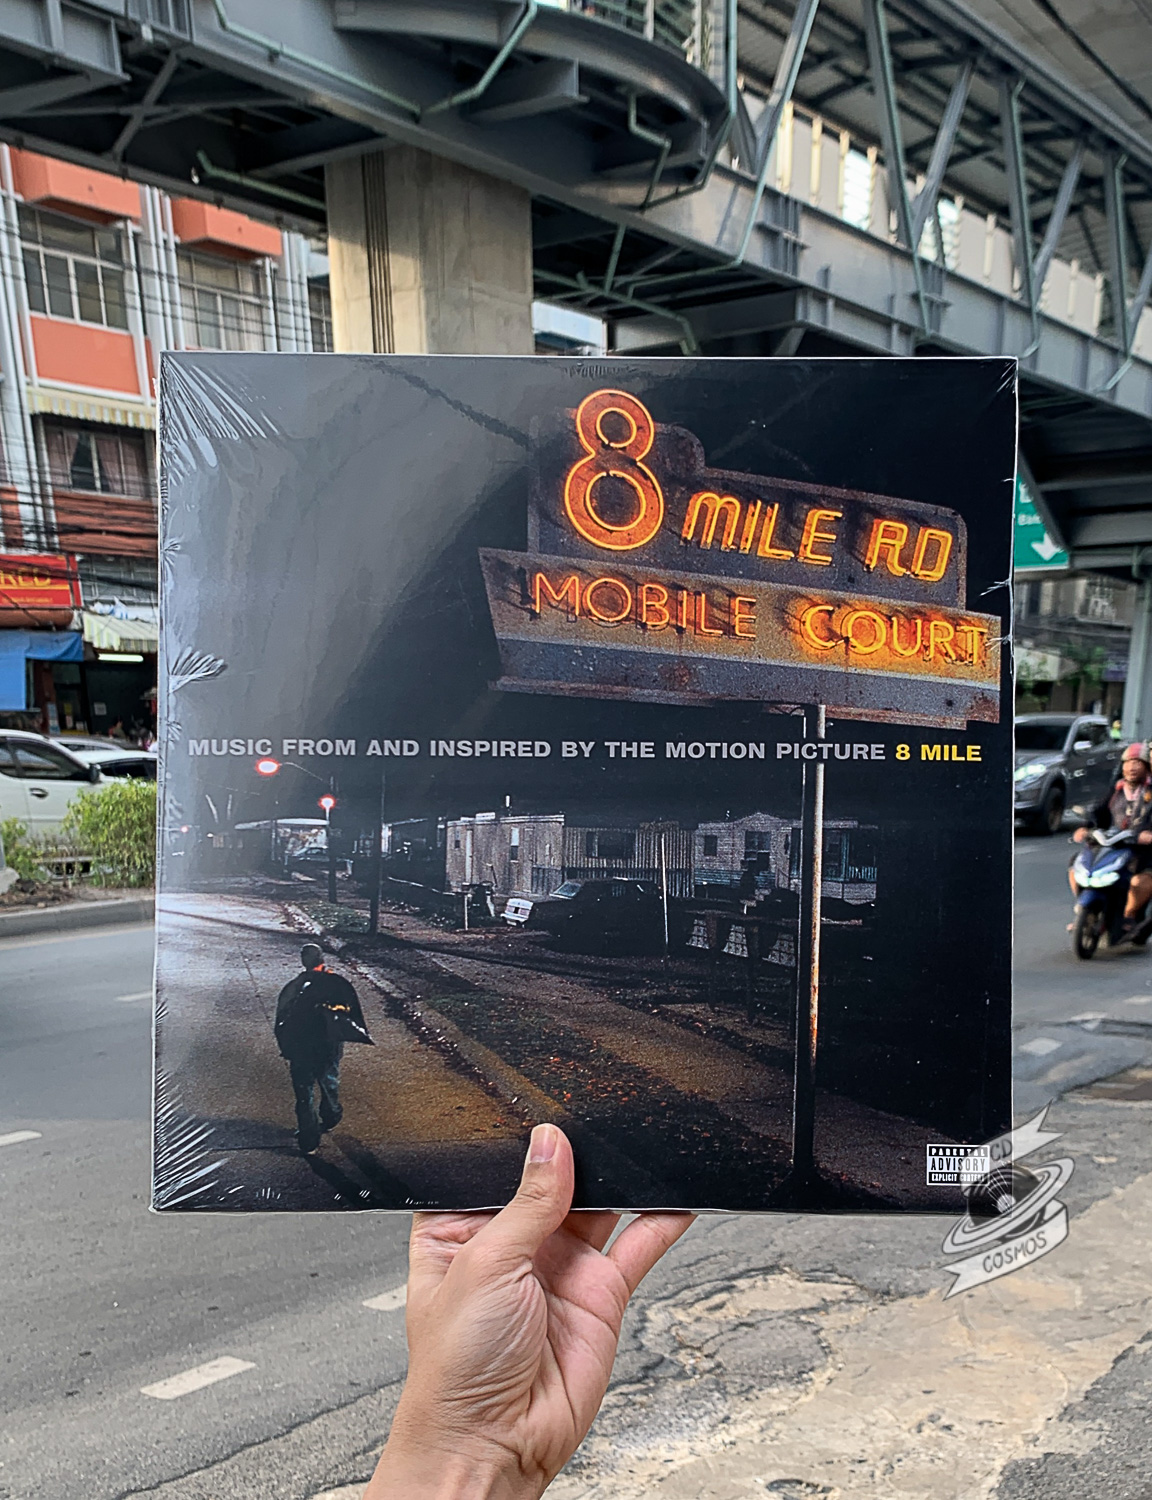 8 MILE RD
MOBILE COURT
MUSIC FROM AND INSPIRED BY THE MOTION PICTURE 8 MILE
PARENTAL
ADVISORY
EXPLICIT CONTENT
CD
COSMOS